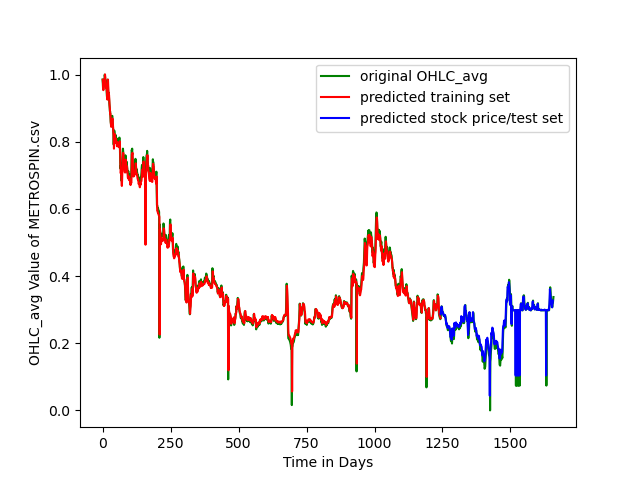 original OHLC_avg
predicted training set
predicted stock price/test set
OHLC_avg Value of METROSPIN.csv
1.0
0.8
0.6
0.4
0.2
0.0
0 250 500 750 1000 1250 1500
Time in Days